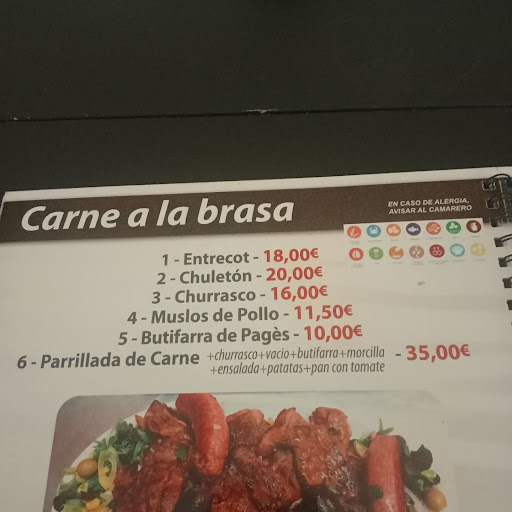 Carne a la brasa
EN CASO DE ALERGIA,
AVISAR AL CAMARERO
1 - Entrecot - 18,00€
2 - Chuletón - 20,00€
3 - Churrasco - 16,00€
4 - Muslos de Pollo - 11,50€
5 - Butifarra de Pagès - 10,00€
6 - Parrillada de Carne +churrasco+vacio+butifarra+morcilla - 35,00€
+ensalada+patatas+pan con tomate